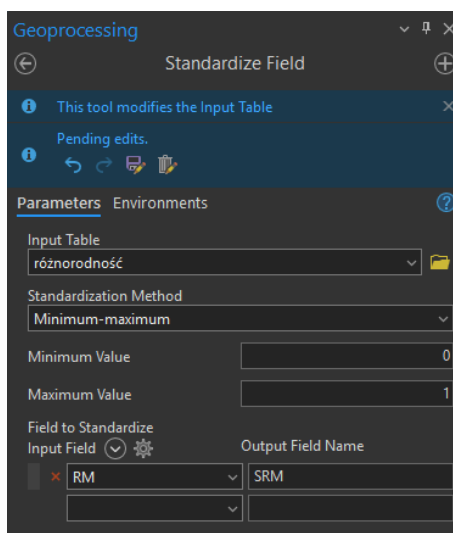 Geoprocessing
Standardize Field
This tool modifies the Input Table
Pending edits.
Parameters Environments
Input Table
różnorodność
Standardization Method
Minimum-maximum
Minimum Value 0
Maximum Value 1
Field to Standardize
Input Field Output Field Name
RM SRM